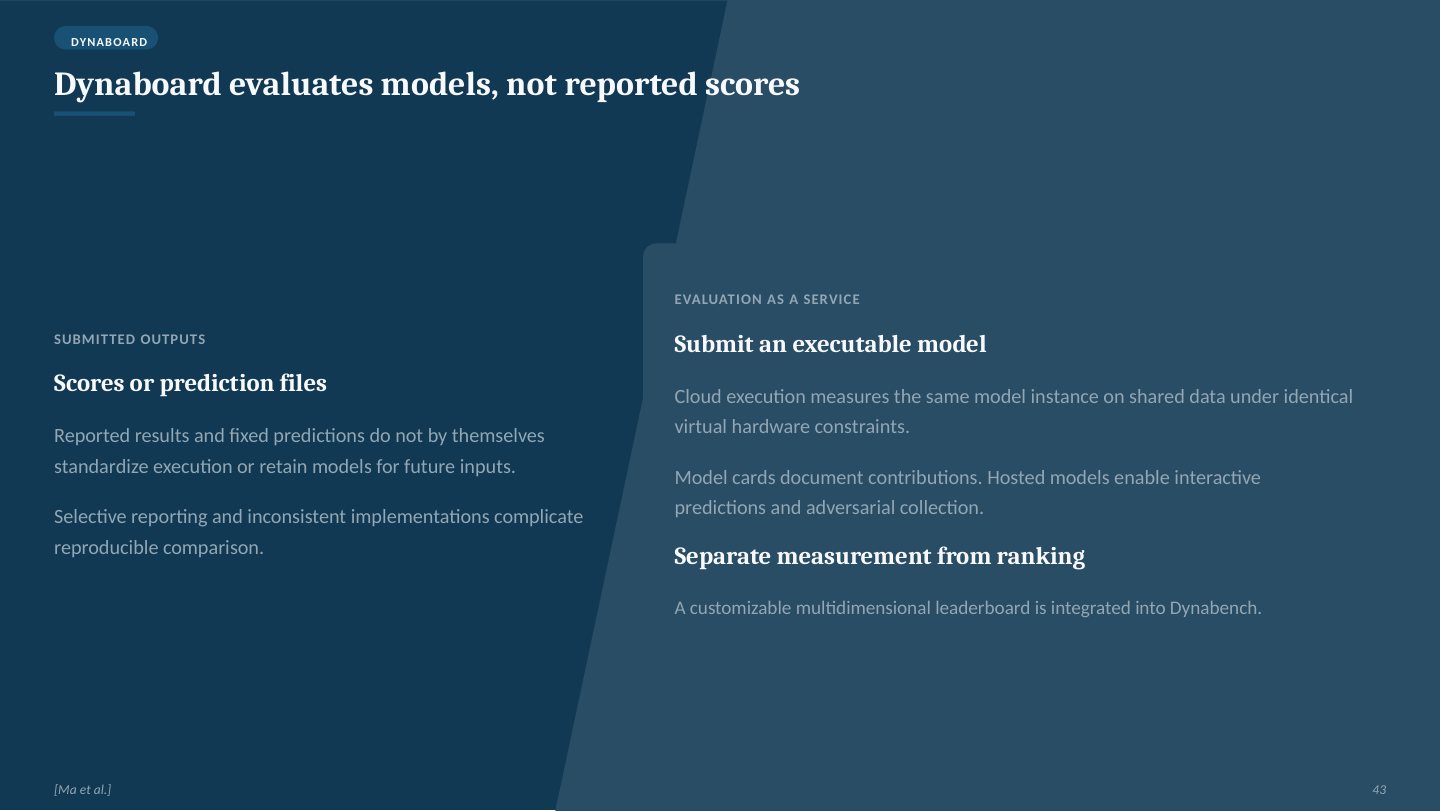 DYNABOARD
Dynaboard evaluates models, not reported scores
SUBMITTED OUTPUTS
Scores or prediction files
Reported results and fixed predictions do not by themselves
standardize execution or retain models for future inputs.
Selective reporting and inconsistent implementations complicate
reproducible comparison.
EVALUATION AS A SERVICE
Submit an executable model
Cloud execution measures the same model instance on shared data under identical
virtual hardware constraints.
Model cards document contributions. Hosted models enable interactive
predictions and adversarial collection.
Separate measurement from ranking
A customizable multidimensional leaderboard is integrated into Dynabench.
[Ma et al.]
43